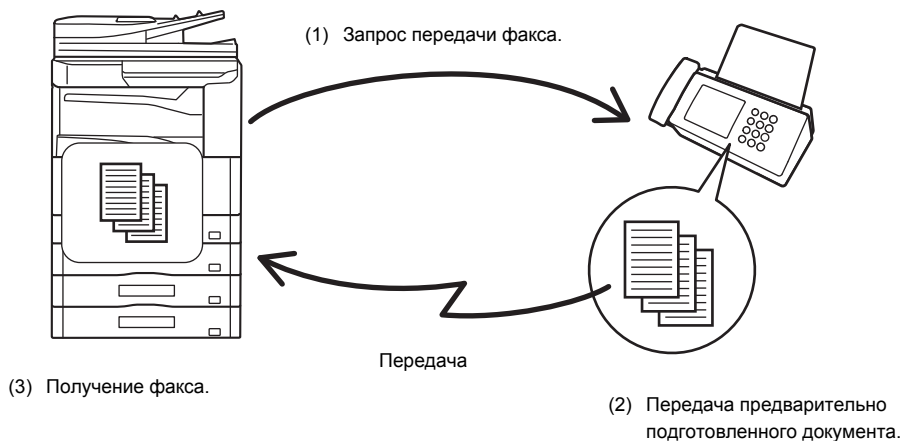 (1) Запрос передачи факса.
Передача
(3) Получение факса.
(2) Передача предварительно
подготовленного документа.